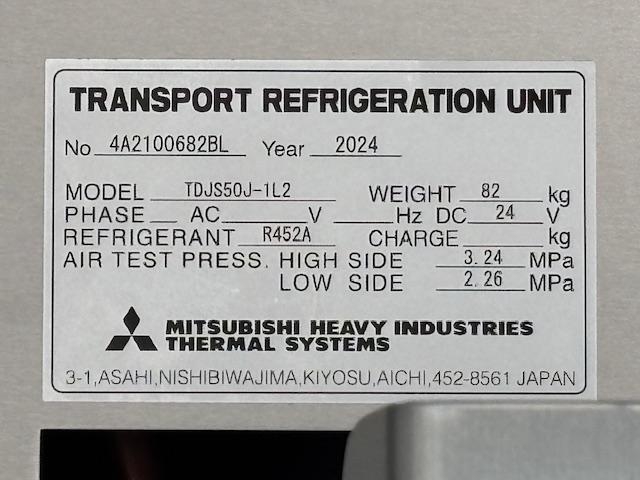 TRANSPORT REFRIGERATION UNIT
No 4A2100682BL Year 2024
MODEL TDJS50J-1L2 WEIGHT 82 kg
PHASE AC V Hz DC 24 V
REFRIGERANT R452A CHARGE kg
AIR TEST PRESS. HIGH SIDE 3.24 MPa
LOW SIDE 2.26 MPa
MITSUBISHI HEAVY INDUSTRIES
THERMAL SYSTEMS
3-1,ASAHI,NISHIBIWAJIMA,KIYOSU,AICHI,452-8561 JAPAN